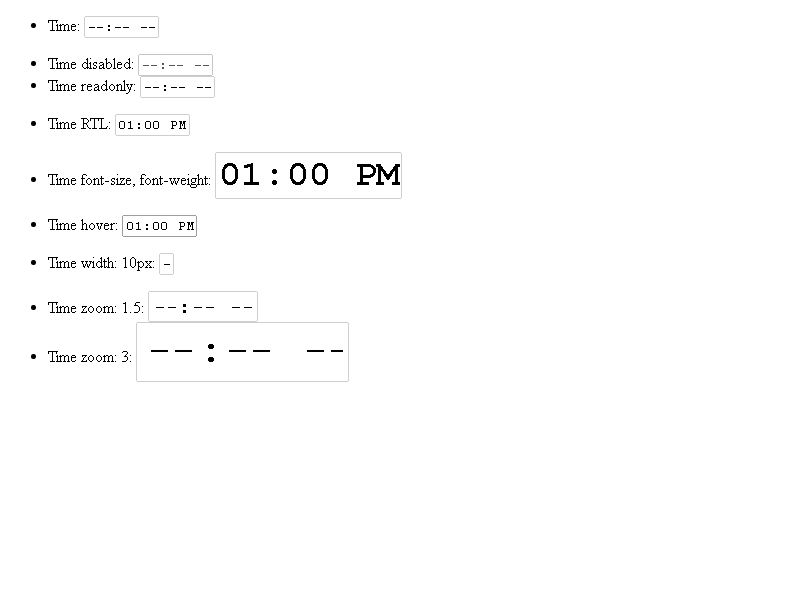 Time: --:-- --
Time disabled: --:-- --
Time readonly: --:-- --
Time RTL: 01:00 PM
Time font-size, font-weight: 01:00 PM
Time hover: 01:00 PM
Time width: 10px: -
Time zoom: 1.5: --:-- --
Time zoom: 3: --:-- --